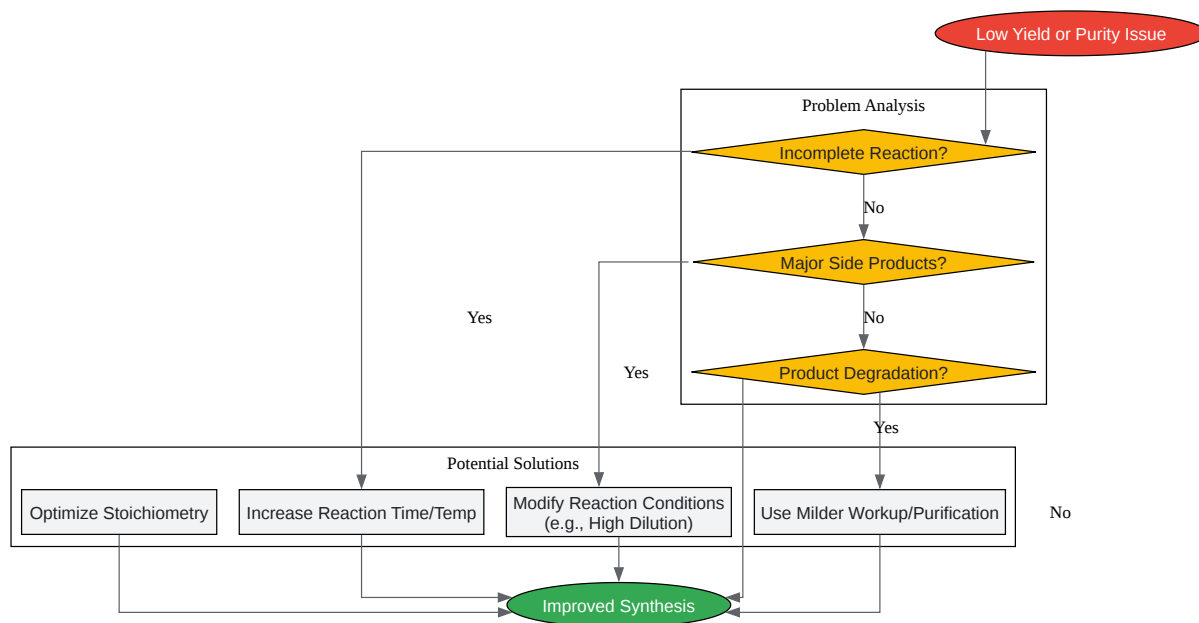 Low Yield or Purity Issue
Problem Analysis
Incomplete Reaction?
No
Major Side Products?
No
Yes
Product Degradation?
Yes
Yes
Potential Solutions
Optimize Stoichiometry
Increase Reaction Time/Temp
Modify Reaction Conditions
(e.g., High Dilution)
Use Milder Workup/Purification
No
Improved Synthesis